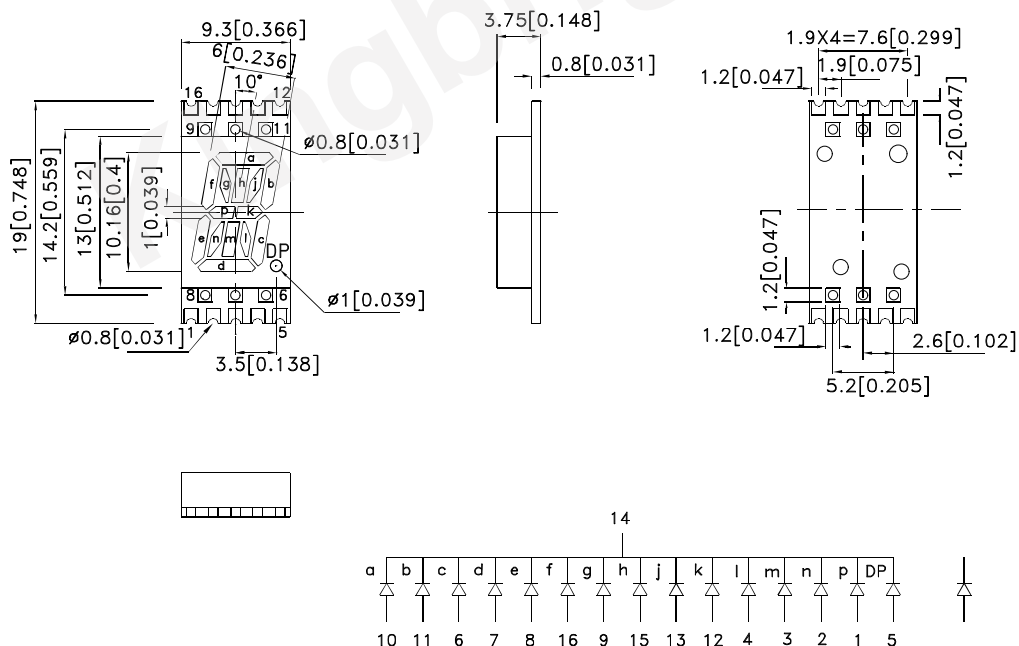 9.3[0.366]
6[0.236]
10°
16
12
9
11
ø0.8[0.031]
19[0.748]
14.2[0.559]
13[0.512]
10.16[0.4]
1[0.039]
a
f
g
h
j
b
p
k
e
n
m
l
c
d
DP
8
6
ø1[0.039]
1
5
ø0.8[0.031]
3.5[0.138]
3.75[0.148]
0.8[0.031]
1.9X4=7.6[0.299]
1.9[0.075]
1.2[0.047]
1.2[0.047]
1.2[0.047]
1.2[0.047]
2.6[0.102]
5.2[0.205]
14
a b c d e f g h j k l m n p DP
10 11 6 7 8 16 9 15 13 12 4 3 2 1 5